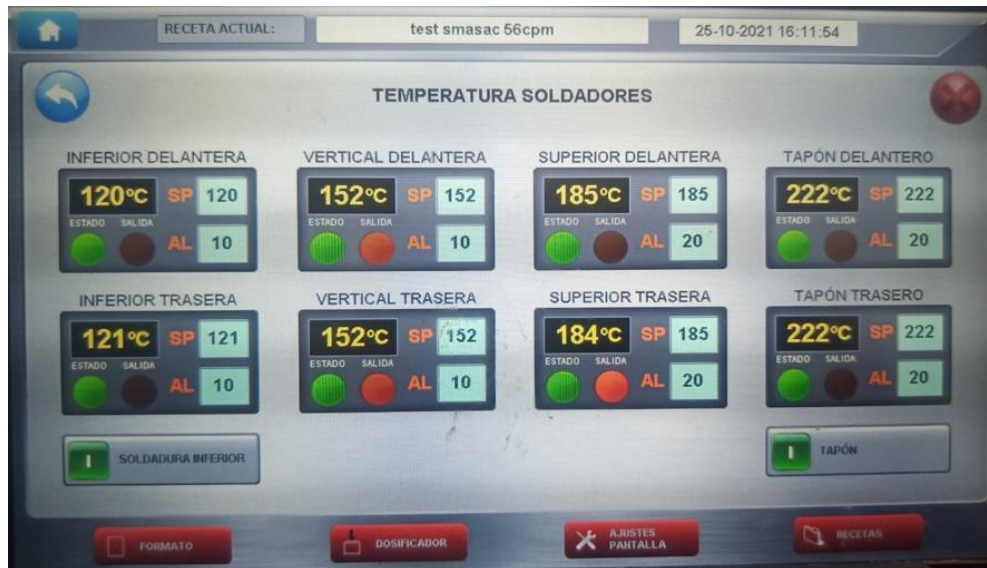 RECETA ACTUAL: test smasac 56cpm 25-10-2021 16:11:54
TEMPERATURA SOLDADORES
INFERIOR DELANTERA VERTICAL DELANTERA SUPERIOR DELANTERA TAPÓN DELANTERO
120°C SP 120 152°C SP 152 185°C SP 185 222°C SP 222
ESTADO SALIDA ESTADO SALIDA ESTADO SALIDA ESTADO SALIDA
AL 10 AL 10 AL 20 AL 20
INFERIOR TRASERA VERTICAL TRASERA SUPERIOR TRASERA TAPÓN TRASERO
121°C SP 121 152°C SP 152 184°C SP 185 222°C SP 222
ESTADO SALIDA ESTADO SALIDA ESTADO SALIDA ESTADO SALIDA
AL 10 AL 10 AL 20 AL 20
I SOLDADURA INFERIOR I TAPÓN
FORMATO DOSIFICADOR AJUSTES PANTALLA RECETAS